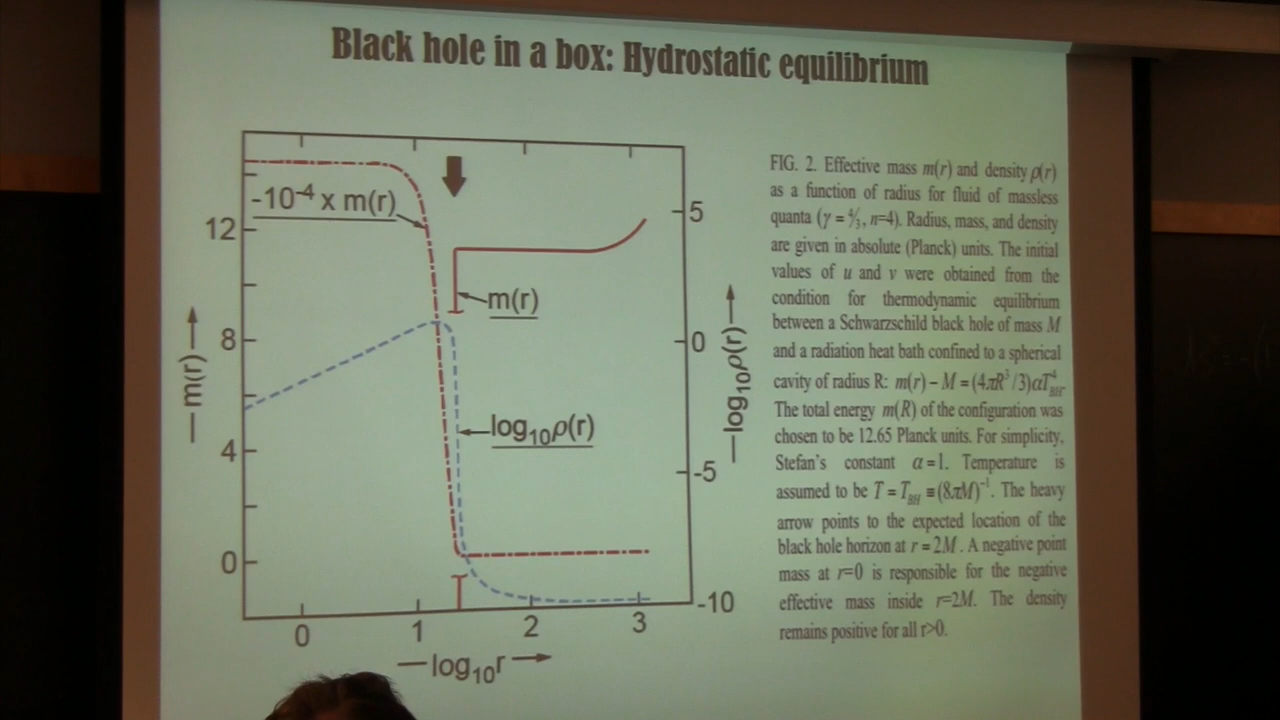 Black hole in a box: Hydrostatic equilibrium
-10⁻⁴ x m(r)
m(r)
log₁₀ρ(r)
12
8
4
0
— m(r) →
5
0
-5
-10
—log₁₀ρ(r)→
0 1 2 3
—log₁₀r→
FIG. 2. Effective mass m(r) and density ρ(r)
as a function of radius for fluid of massless
quanta (γ = 4/3, n=4). Radius, mass, and density
are given in absolute (Planck) units. The initial
values of u and v were obtained from the
condition for thermodynamic equilibrium
between a Schwarzschild black hole of mass M
and a radiation heat bath confined to a spherical
cavity of radius R: m(r) – M = (4πR³/3)αT⁴BH.
The total energy m(R) of the configuration was
chosen to be 12.65 Planck units. For simplicity,
Stefan's constant α=1. Temperature is
assumed to be T = TBH ≡ (8πM)⁻¹. The heavy
arrow points to the expected location of the
black hole horizon at r = 2M. A negative point
mass at r=0 is responsible for the negative
effective mass inside r=2M. The density
remains positive for all r>0.